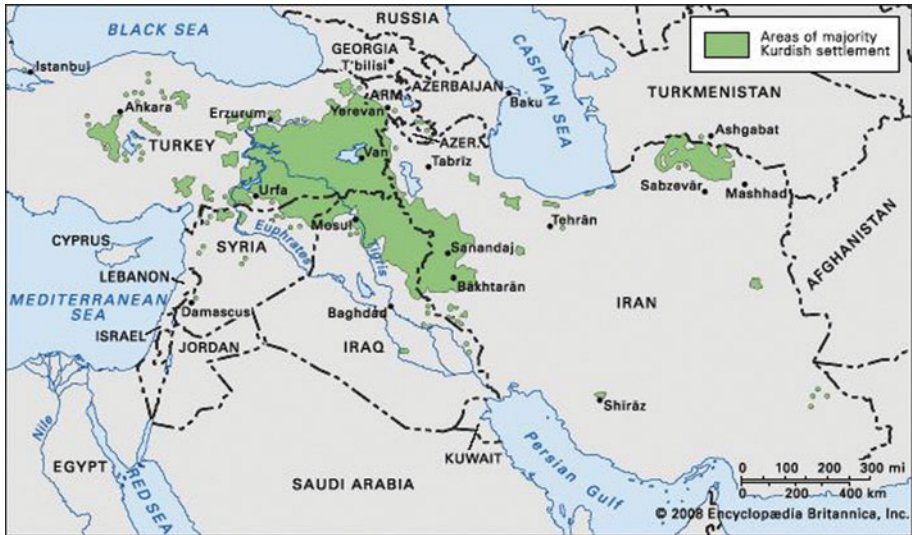 RUSSIA
BLACK SEA
Areas of majority
Kurdish settlement
GEORGIA
T'bilisi
CASPIAN SEA
Istanbul
AZERBAIJAN
ARM.
Baku
TURKMENISTAN
Ankara
Erzurum
Yerevan
AZER.
Ashgabat
TURKEY
Van
Tabrīz
Sabzevār
Mashhad
Urfa
Mosul
Tehrān
CYPRUS
SYRIA
Euphrates
Tigris
Sanandaj
AFGHANISTAN
LEBANON
Bākhtarān
MEDITERRANEAN
SEA
Damascus
Baghdād
IRAN
ISRAEL
JORDAN
IRAQ
Shīrāz
Nile
KUWAIT
Persian Gulf
EGYPT
RED SEA
SAUDI ARABIA
0 100 200 300 mi
0 200 400 km
© 2008 Encyclopædia Britannica, Inc.